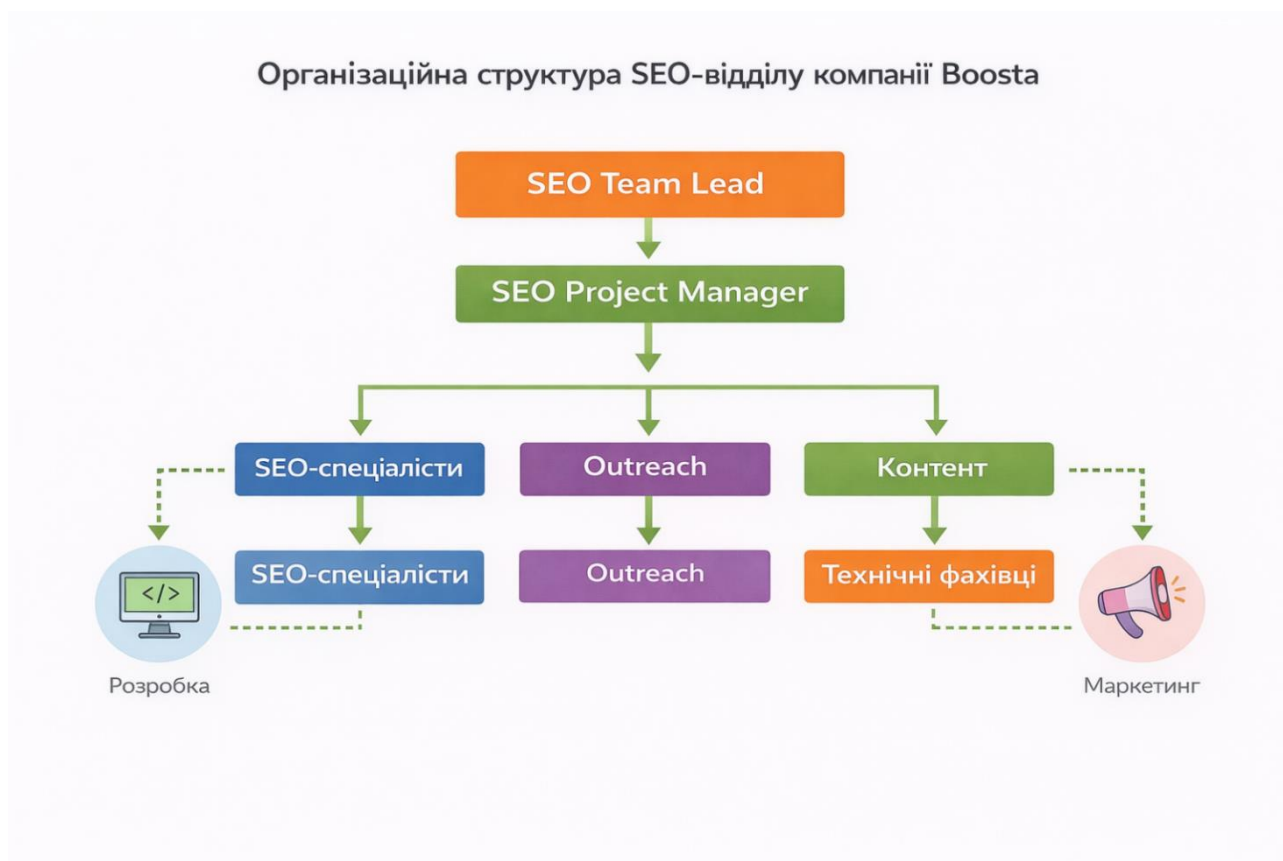 Організаційна структура SEO-відділу компанії Boosta
SEO Team Lead
SEO Project Manager
SEO-спеціалісти
Outreach
Контент
</>
SEO-спеціалісти
Outreach
Технічні фахівці
Розробка
Маркетинг